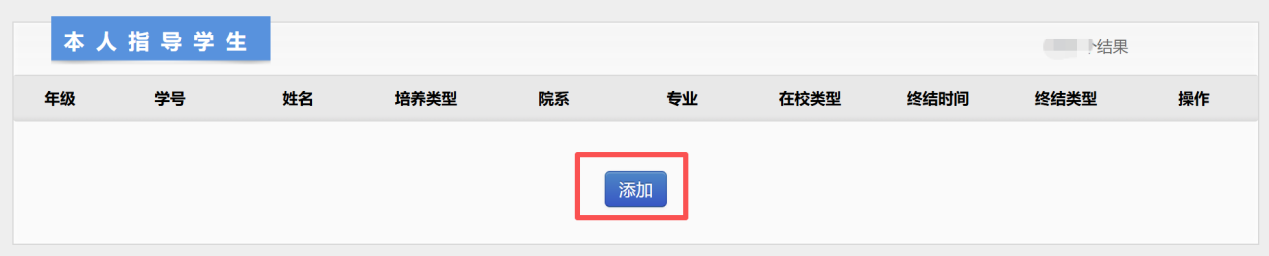 本人指导学生
个结果
年级 学号 姓名 培养类型 院系 专业 在校类型 终结时间 终结类型 操作
添加